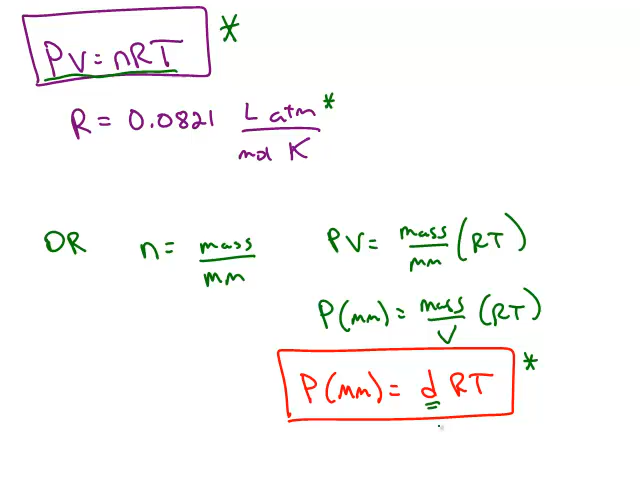 PV = nRT *
R = 0.0821 L atm / mol K *
OR n = mass / mm PV = mass / mm (RT)
P(mm) = mass / V (RT)
P(mm) = d RT *